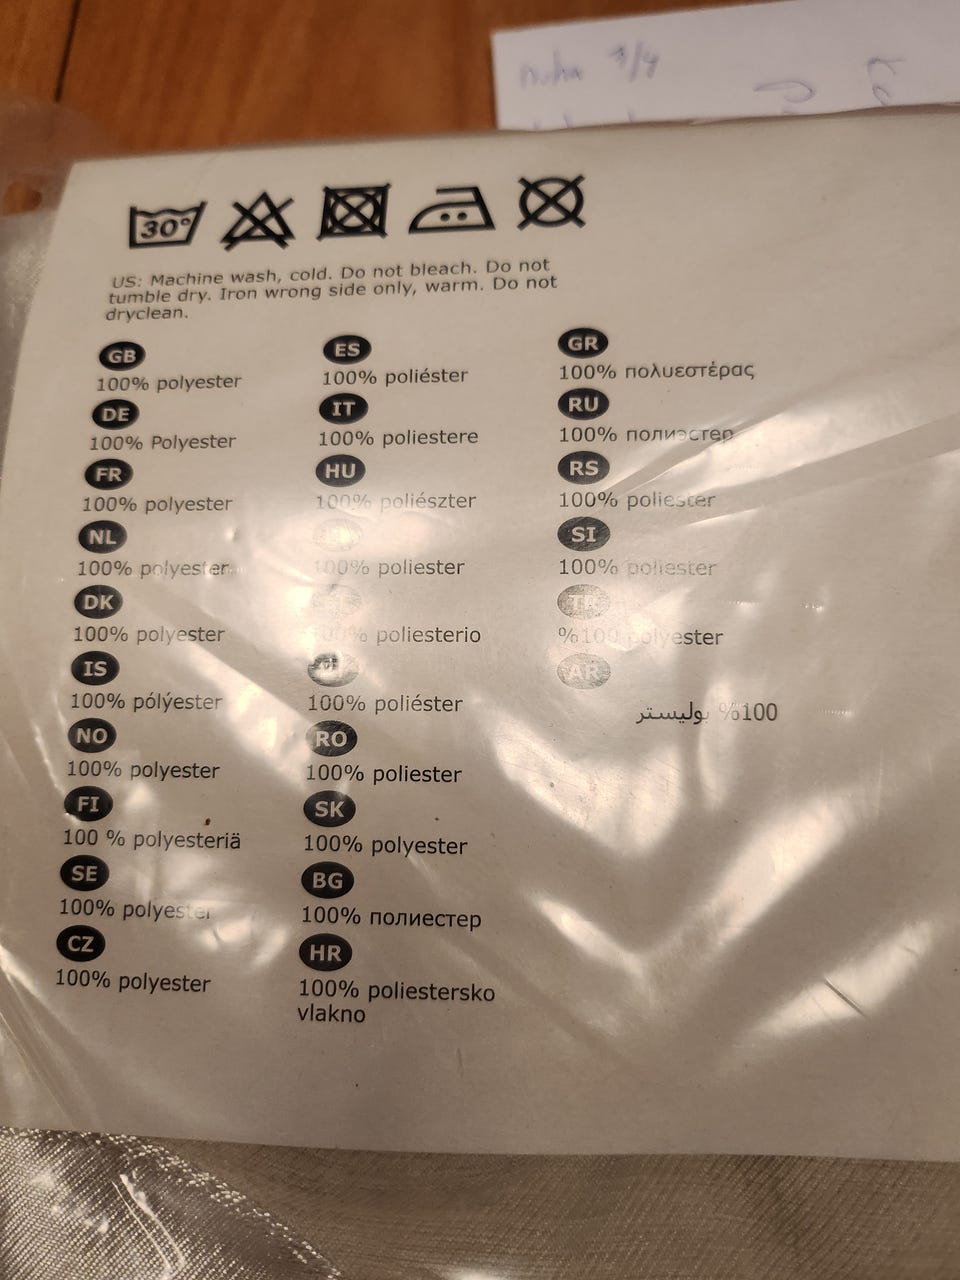 30°
US: Machine wash, cold. Do not bleach. Do not
tumble dry. Iron wrong side only, warm. Do not
dryclean.
GB
100% polyester
DE
100% Polyester
FR
100% polyester
NL
100% polyester
DK
100% polyester
IS
100% pólýester
NO
100% polyester
FI
100 % polyesteriä
SE
100% polyester
CZ
100% polyester
ES
100% poliéster
IT
100% poliestere
HU
100% poliészter
100% poliester
100% poliesterio
100% poliéster
RO
100% poliester
SK
100% polyester
BG
100% полиестер
HR
100% poliestersko
vlakno
GR
100% πολυεστέρας
RU
100% полиэстер
RS
100% poliester
SI
100% poliester
TR
%100 polyester
AR
100% بوليستر